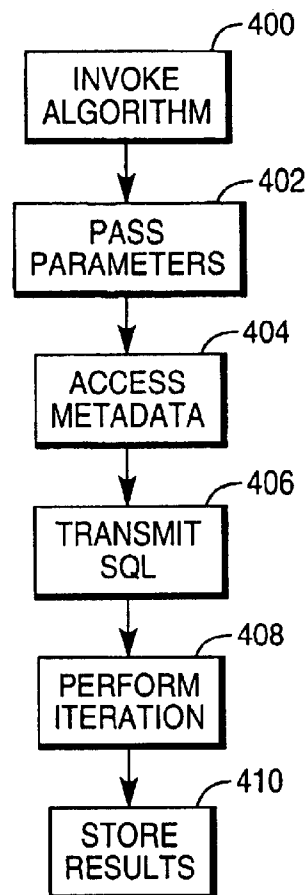 400
INVOKE
ALGORITHM
402
PASS
PARAMETERS
404
ACCESS
METADATA
406
TRANSMIT
SQL
408
PERFORM
ITERATION
410
STORE
RESULTS